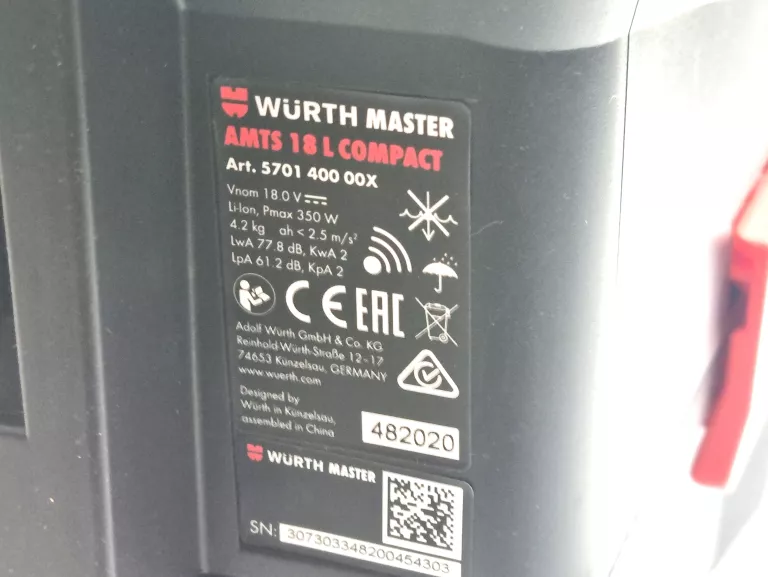 WÜRTH MASTER
AMTS 18 L COMPACT
Art. 5701 400 00X
Vnom 18.0 V
Li-Ion, Pmax 350 W
4.2 kg ah < 2.5 m/s²
LwA 77.8 dB, KwA 2
LpA 61.2 dB, KpA 2
CE EAC
Adolf Würth GmbH & Co. KG
Reinhold-Würth-Straße 12-17
74653 Künzelsau, GERMANY
www.wuerth.com
Designed by
Würth in Künzelsau,
assembled in China
482020
WÜRTH MASTER
SN: 307303348200454303